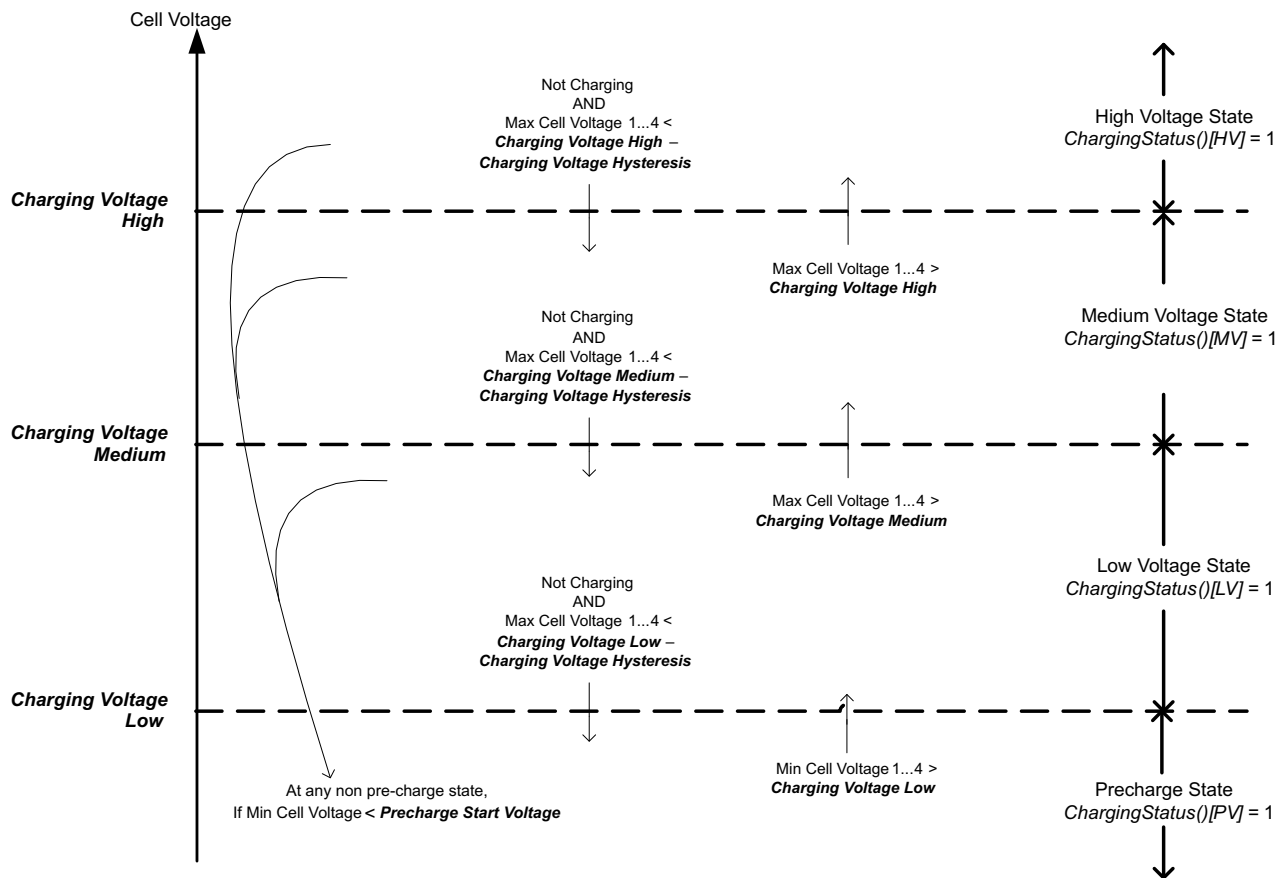 Cell Voltage
Not Charging
AND
Max Cell Voltage 1...4 <
Charging Voltage High –
Charging Voltage Hysteresis
High Voltage State
ChargingStatus()[HV] = 1
Charging Voltage
High
Max Cell Voltage 1...4 >
Charging Voltage High
Not Charging
AND
Max Cell Voltage 1...4 <
Charging Voltage Medium –
Charging Voltage Hysteresis
Medium Voltage State
ChargingStatus()[MV] = 1
Charging Voltage
Medium
Max Cell Voltage 1...4 >
Charging Voltage Medium
Not Charging
AND
Max Cell Voltage 1...4 <
Charging Voltage Low –
Charging Voltage Hysteresis
Low Voltage State
ChargingStatus()[LV] = 1
Charging Voltage
Low
At any non pre-charge state,
If Min Cell Voltage < Precharge Start Voltage
Min Cell Voltage 1...4 >
Charging Voltage Low
Precharge State
ChargingStatus()[PV] = 1